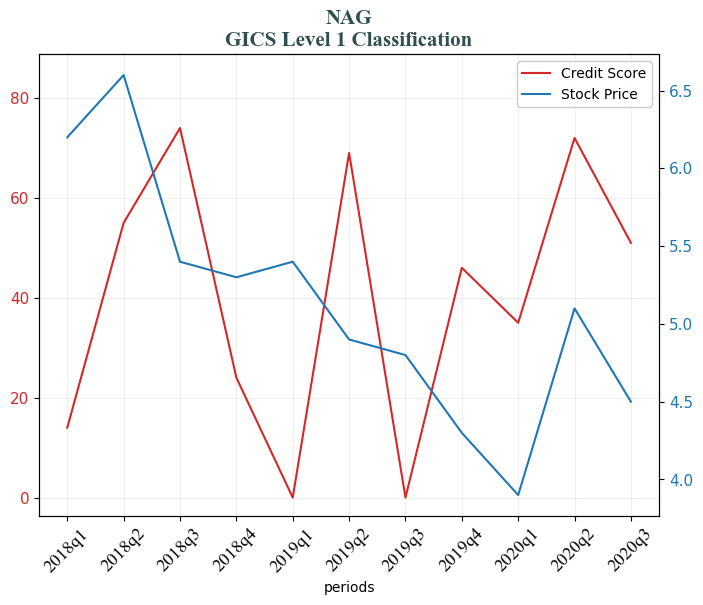 NAG
GICS Level 1 Classification
Credit Score
Stock Price
80
60
40
20
0
6.5
6.0
5.5
5.0
4.5
4.0
2018q1
2018q2
2018q3
2018q4
2019q1
2019q2
2019q3
2019q4
2020q1
2020q2
2020q3
periods